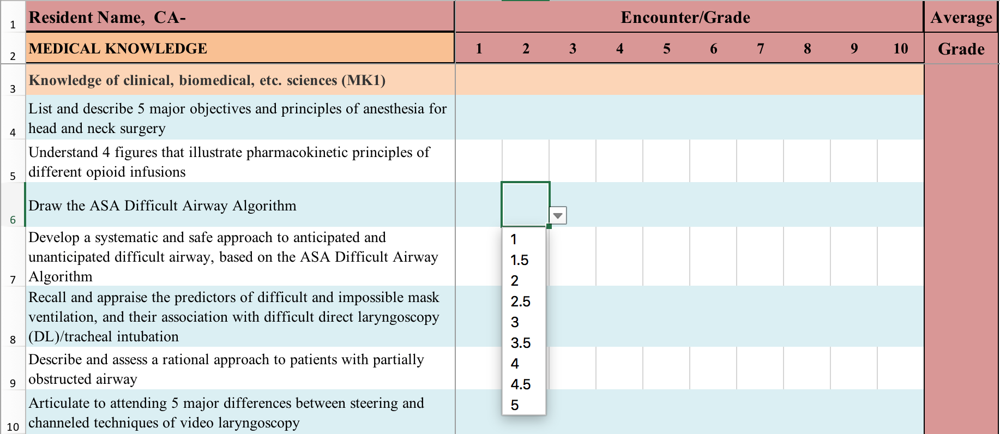 1 Resident Name,  CA- Encounter/Grade Average
2 MEDICAL KNOWLEDGE 1 2 3 4 5 6 7 8 9 10 Grade
3 Knowledge of clinical, biomedical, etc. sciences (MK1)
List and describe 5 major objectives and principles of anesthesia for
4 head and neck surgery
Understand 4 figures that illustrate pharmacokinetic principles of
5 different opioid infusions
6 Draw the ASA Difficult Airway Algorithm
Develop a systematic and safe approach to anticipated and
unanticipated difficult airway, based on the ASA Difficult Airway
7 Algorithm
Recall and appraise the predictors of difficult and impossible mask
ventilation, and their association with difficult direct laryngoscopy
8 (DL)/tracheal intubation
Describe and assess a rational approach to patients with partially
9 obstructed airway
Articulate to attending 5 major differences between steering and
10 channeled techniques of video laryngoscopy
1
1.5
2
2.5
3
3.5
4
4.5
5